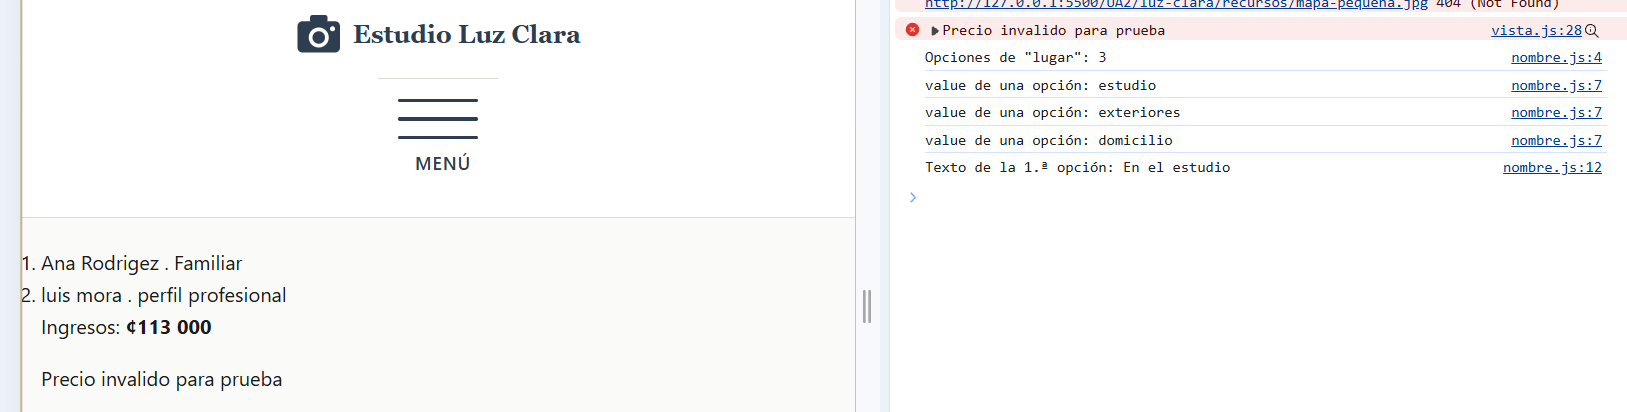 Estudio Luz Clara
MENÚ
1. Ana Rodrigez . Familiar
2. luis mora . perfil profesional
Ingresos: ¢113 000
Precio invalido para prueba
http://127.0.0.1:5500/UA2/luz-clara/recursos/mapa-pequena.jpg 404 (Not Found)
Precio invalido para prueba vista.js:28
Opciones de "lugar": 3 nombre.js:4
value de una opción: estudio nombre.js:7
value de una opción: exteriores nombre.js:7
value de una opción: domicilio nombre.js:7
Texto de la 1.ª opción: En el estudio nombre.js:12